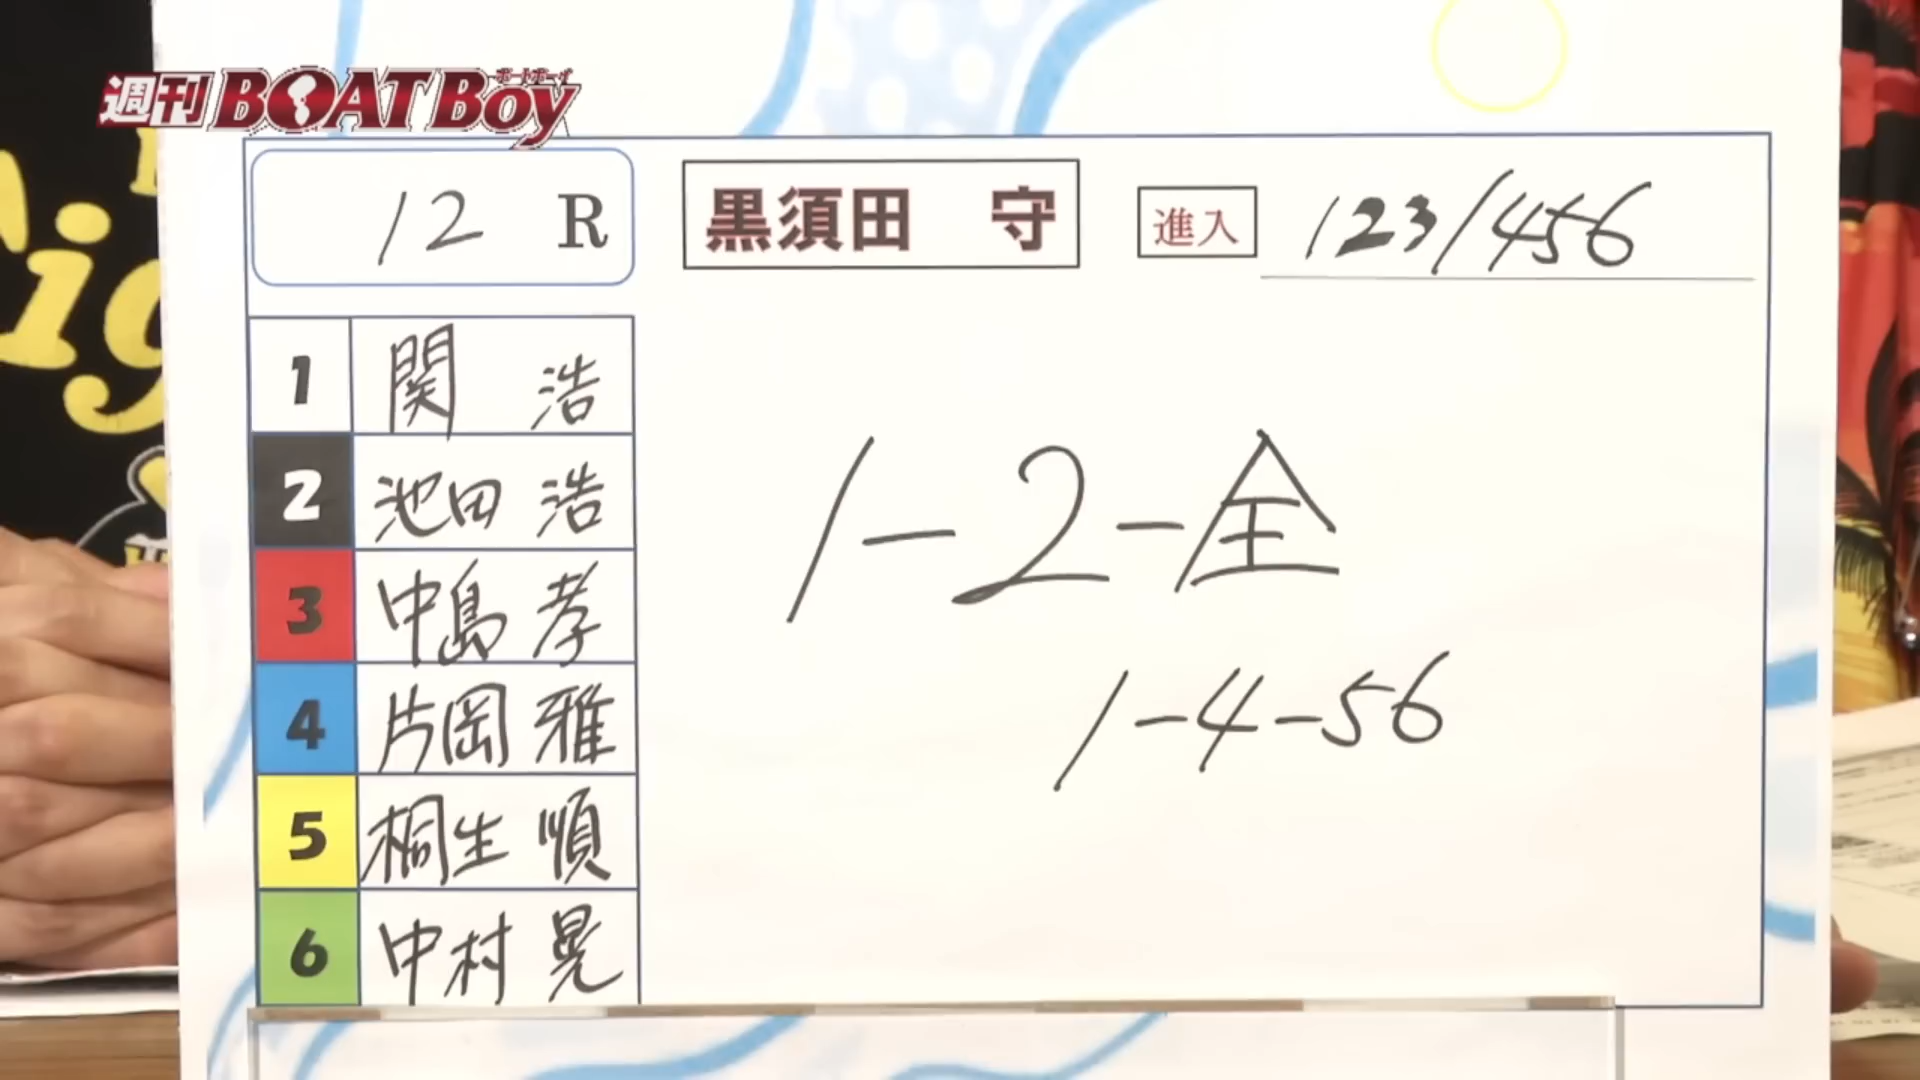 週刊BOATBoy
ボートボーイ
12 R
黒須田 守
進入 123/456
1 関 浩
2 池田 浩
3 中島 孝
4 片岡 雅
5 桐生 順
6 中村 晃
1-2-全
1-4-56